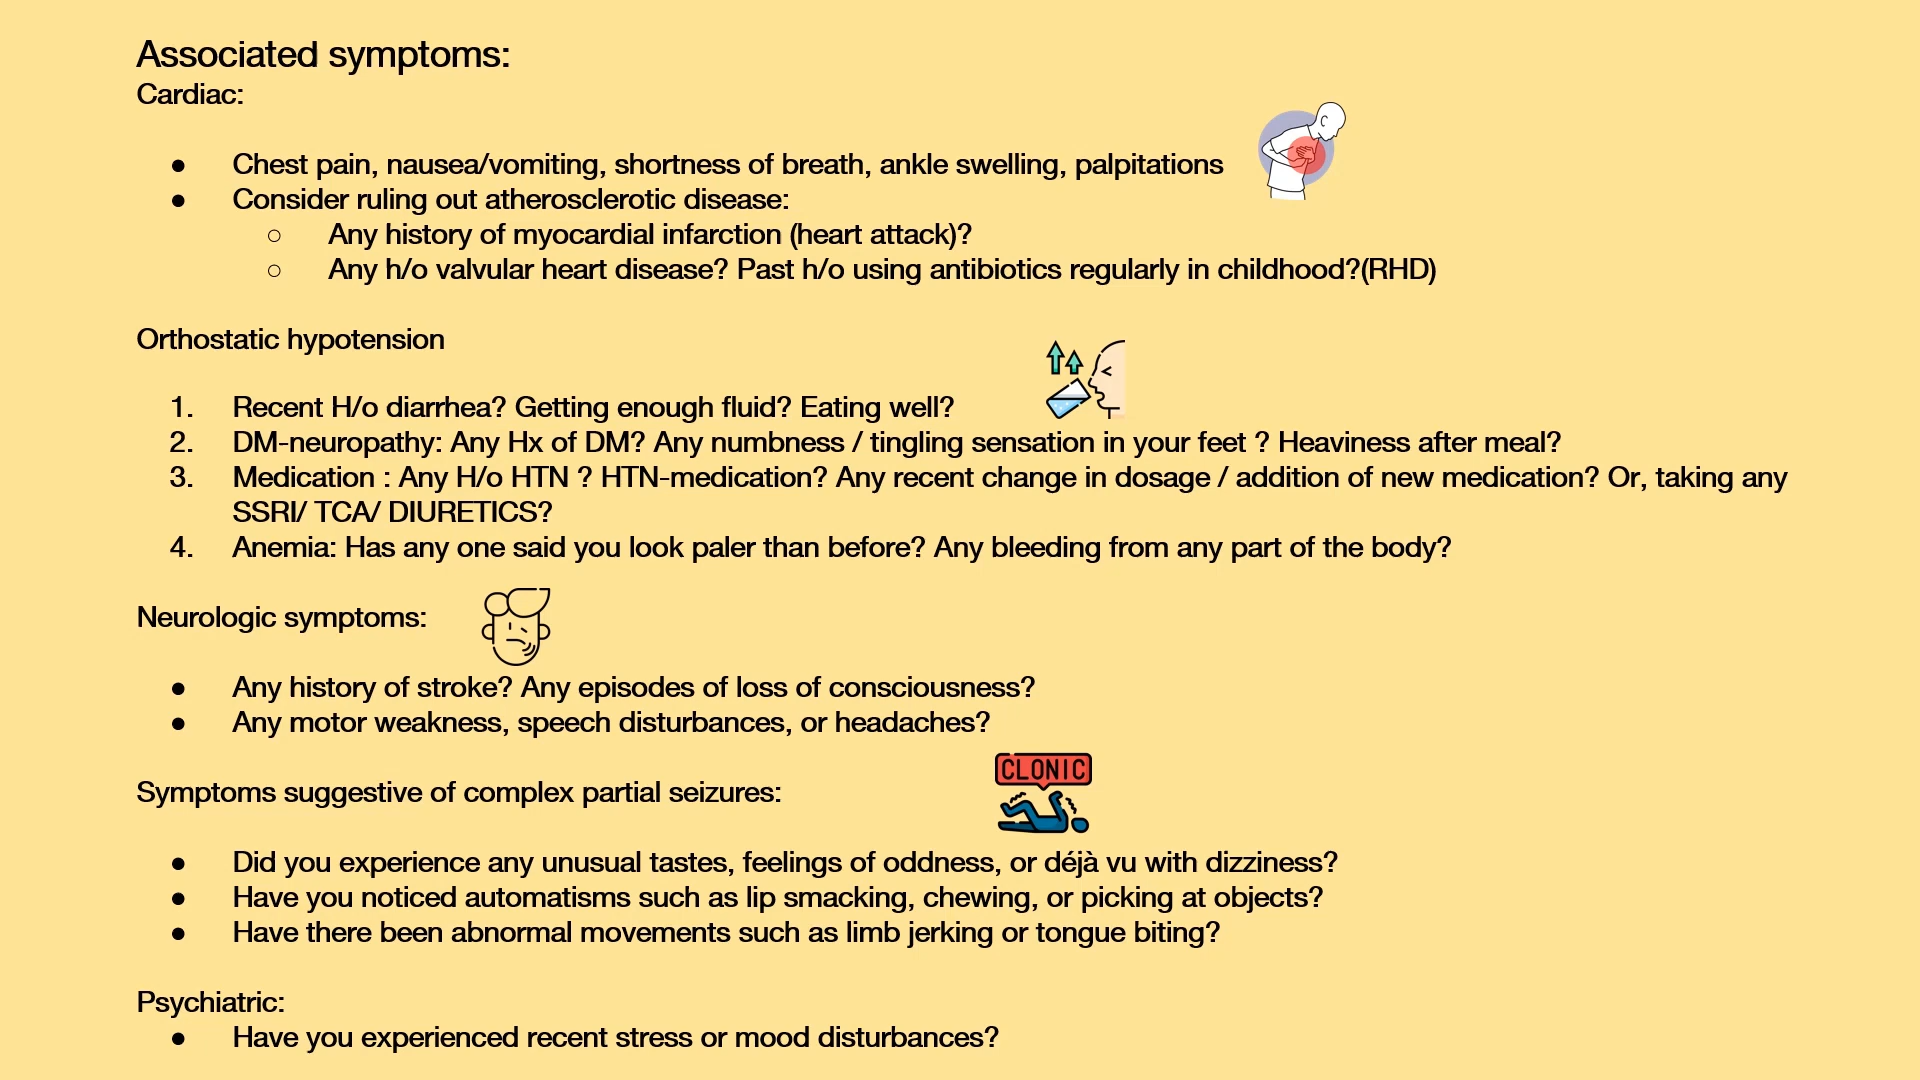 Associated symptoms:
Cardiac:
● Chest pain, nausea/vomiting, shortness of breath, ankle swelling, palpitations
● Consider ruling out atherosclerotic disease:
○ Any history of myocardial infarction (heart attack)?
○ Any h/o valvular heart disease? Past h/o using antibiotics regularly in childhood?(RHD)
Orthostatic hypotension
1. Recent H/o diarrhea? Getting enough fluid? Eating well?
2. DM-neuropathy: Any Hx of DM? Any numbness / tingling sensation in your feet ? Heaviness after meal?
3. Medication : Any H/o HTN ? HTN-medication? Any recent change in dosage / addition of new medication? Or, taking any
SSRI/ TCA/ DIURETICS?
4. Anemia: Has any one said you look paler than before? Any bleeding from any part of the body?
Neurologic symptoms:
● Any history of stroke? Any episodes of loss of consciousness?
● Any motor weakness, speech disturbances, or headaches?
CLONIC
Symptoms suggestive of complex partial seizures:
● Did you experience any unusual tastes, feelings of oddness, or déjà vu with dizziness?
● Have you noticed automatisms such as lip smacking, chewing, or picking at objects?
● Have there been abnormal movements such as limb jerking or tongue biting?
Psychiatric:
● Have you experienced recent stress or mood disturbances?